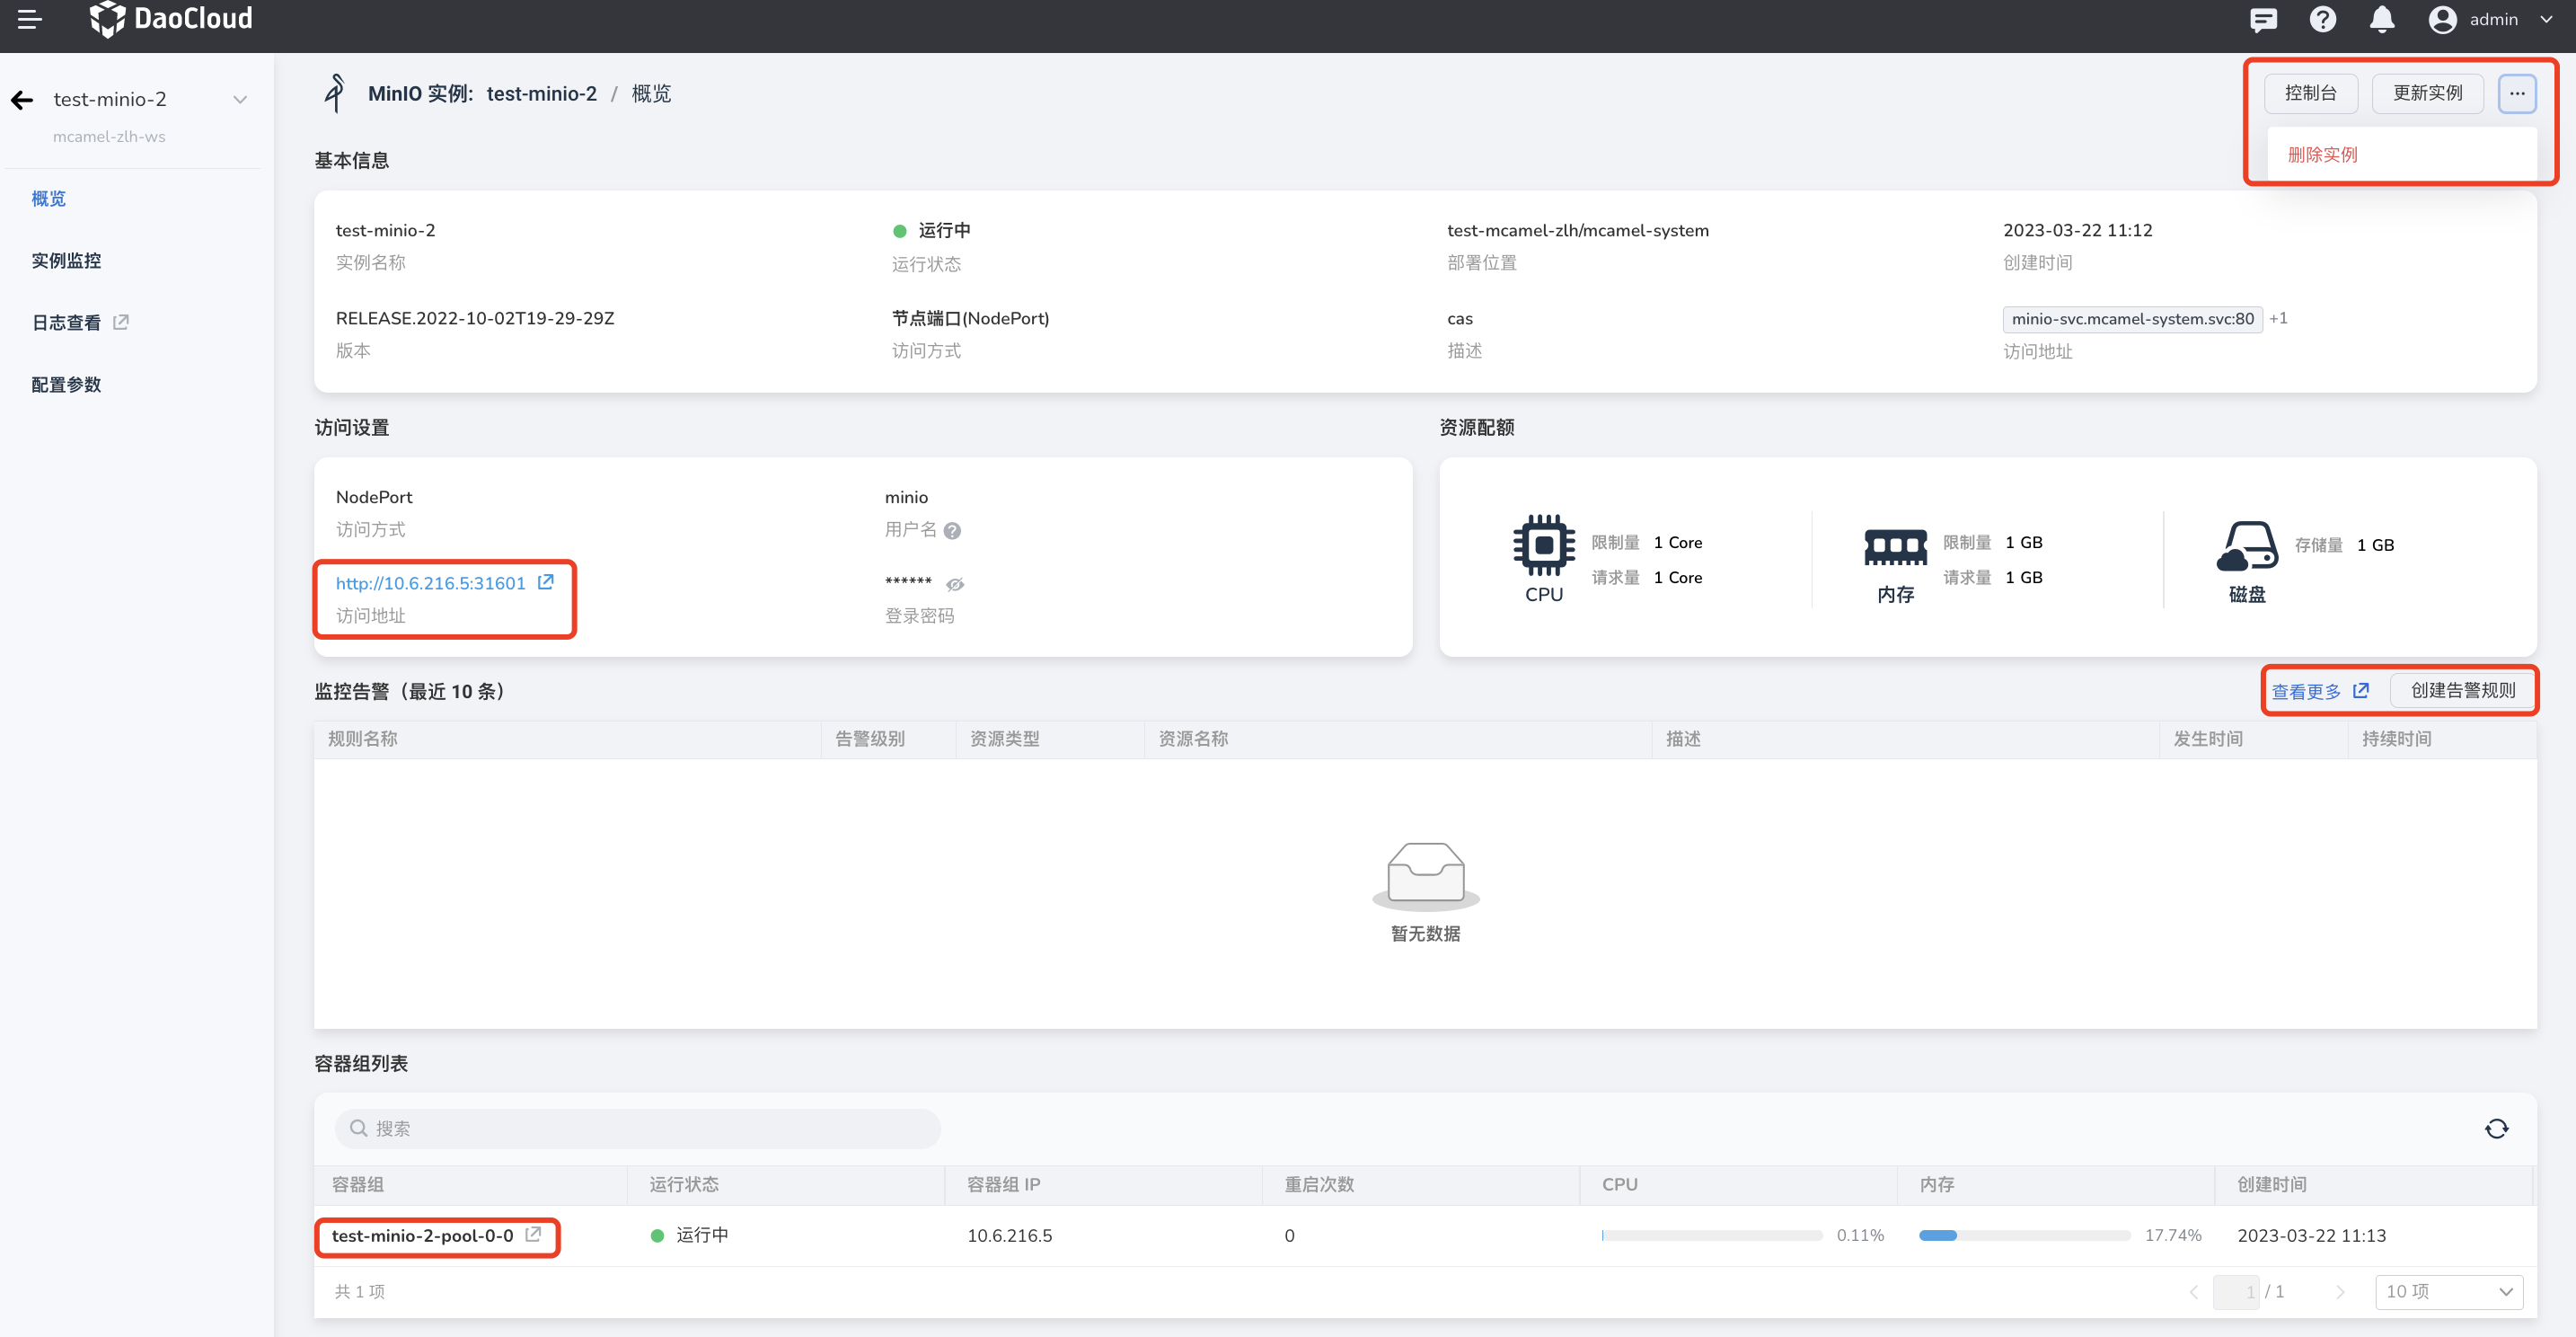 DaoCloud
admin
test-minio-2
mcamel-zlh-ws
概览
实例监控
日志查看
配置参数
MinIO 实例: test-minio-2 / 概览
控制台
更新实例
···
删除实例
基本信息
test-minio-2
实例名称
运行中
运行状态
test-mcamel-zlh/mcamel-system
部署位置
2023-03-22 11:12
创建时间
RELEASE.2022-10-02T19-29-29Z
版本
节点端口(NodePort)
访问方式
cas
描述
minio-svc.mcamel-system.svc:80 +1
访问地址
访问设置
NodePort
访问方式
minio
用户名
http://10.6.216.5:31601
访问地址
******
登录密码
资源配额
CPU
限制量 1 Core
请求量 1 Core
内存
限制量 1 GB
请求量 1 GB
磁盘
存储量 1 GB
监控告警（最近 10 条）
查看更多
创建告警规则
规则名称 告警级别 资源类型 资源名称 描述 发生时间 持续时间
暂无数据
容器组列表
搜索
容器组 运行状态 容器组 IP 重启次数 CPU 内存 创建时间
test-minio-2-pool-0-0 运行中 10.6.216.5 0 0.11% 17.74% 2023-03-22 11:13
共 1 项
1 / 1
10 项